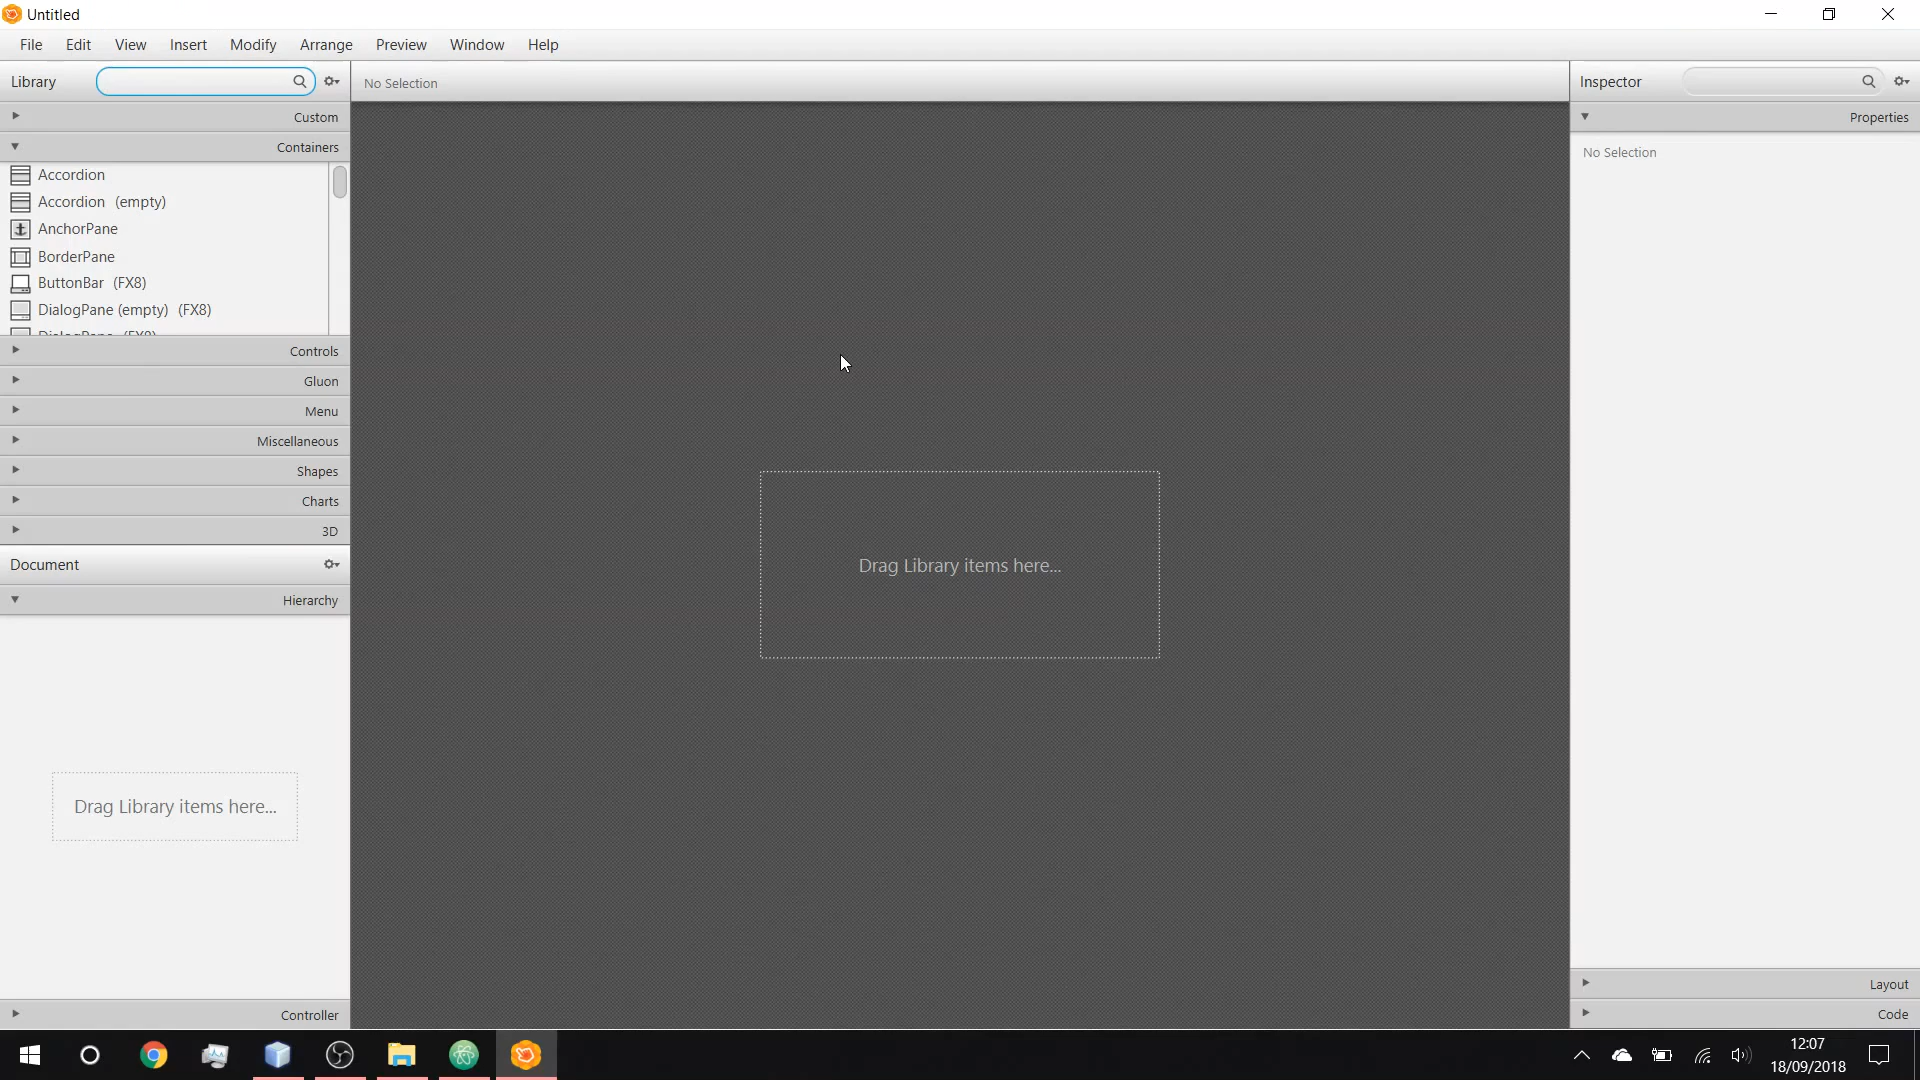 Untitled
File Edit View Insert Modify Arrange Preview Window Help
Library
No Selection
Inspector
Custom
Containers
Accordion
Accordion (empty)
AnchorPane
BorderPane
ButtonBar (FX8)
DialogPane (empty) (FX8)
DialogPane (FX8)
Controls
Gluon
Menu
Miscellaneous
Shapes
Charts
3D
Document
Hierarchy
Drag Library items here...
Controller
Drag Library items here...
Properties
No Selection
Layout
Code
12:07
18/09/2018